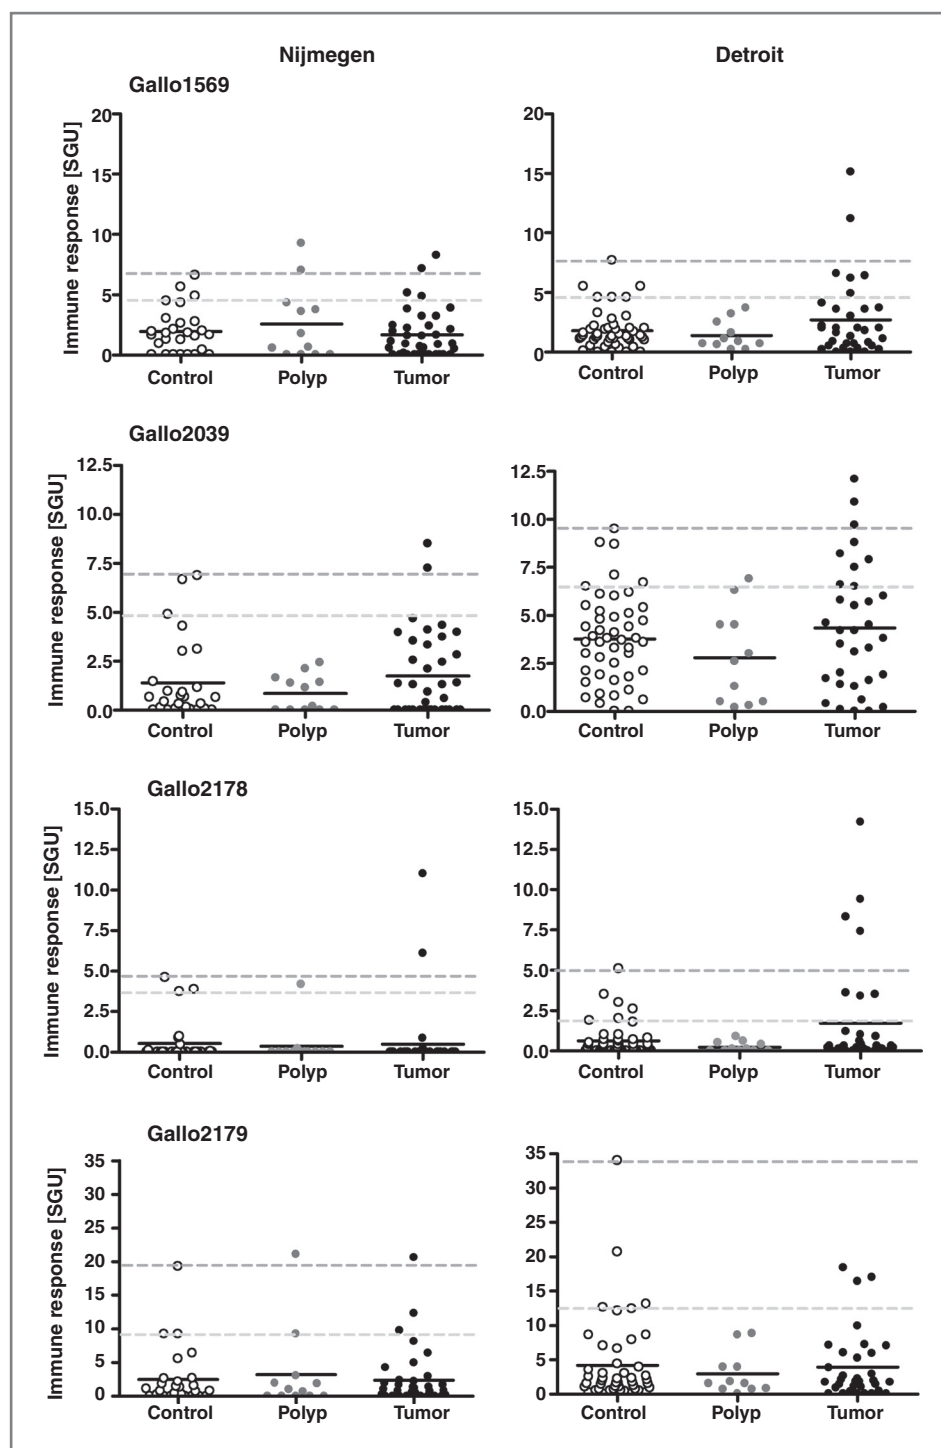 Nijmegen Detroit
Gallo1569
Immune response [SGU]
20 20
15 15
10 10
5 5
0 0
Control Polyp Tumor Control Polyp Tumor
Gallo2039
Immune response [SGU]
12.5 12.5
10.0 10.0
7.5 7.5
5.0 5.0
2.5 2.5
0.0 0.0
Control Polyp Tumor Control Polyp Tumor
Gallo2178
Immune response [SGU]
15.0 15.0
12.5 12.5
10.0 10.0
7.5 7.5
5.0 5.0
2.5 2.5
0.0 0.0
Control Polyp Tumor Control Polyp Tumor
Gallo2179
Immune response [SGU]
35 35
30 30
25 25
20 20
15 15
10 10
5 5
0 0
Control Polyp Tumor Control Polyp Tumor